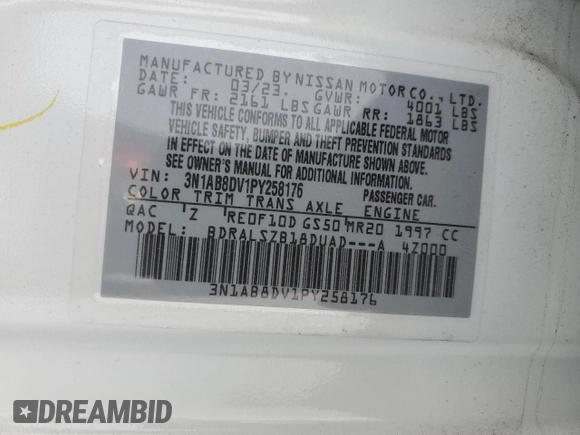 MANUFACTURED BY NISSAN MOTOR CO., LTD.
DATE: 03/23. GVWR: 4001 LBS
GAWR FR: 2161 LBS GAWR RR: 1863 LBS
THIS VEHICLE CONFORMS TO ALL APPLICABLE FEDERAL MOTOR
VEHICLE SAFETY, BUMPER AND THEFT PREVENTION STANDARDS
IN EFFECT ON THE DATE OF MANUFACTURE SHOWN ABOVE.
SEE OWNER'S MANUAL FOR ADDITIONAL INFORMATION.
VIN: 3N1AB8DV1PY258176 PASSENGER CAR.
COLOR TRIM TRANS AXLE ENGINE
QAC Z RE0F10D GS50 MR20 1997 CC
MODEL: BDRALSZB18DUAD---A 4Z000
3N1AB8DV1PY258176
DREAMBID